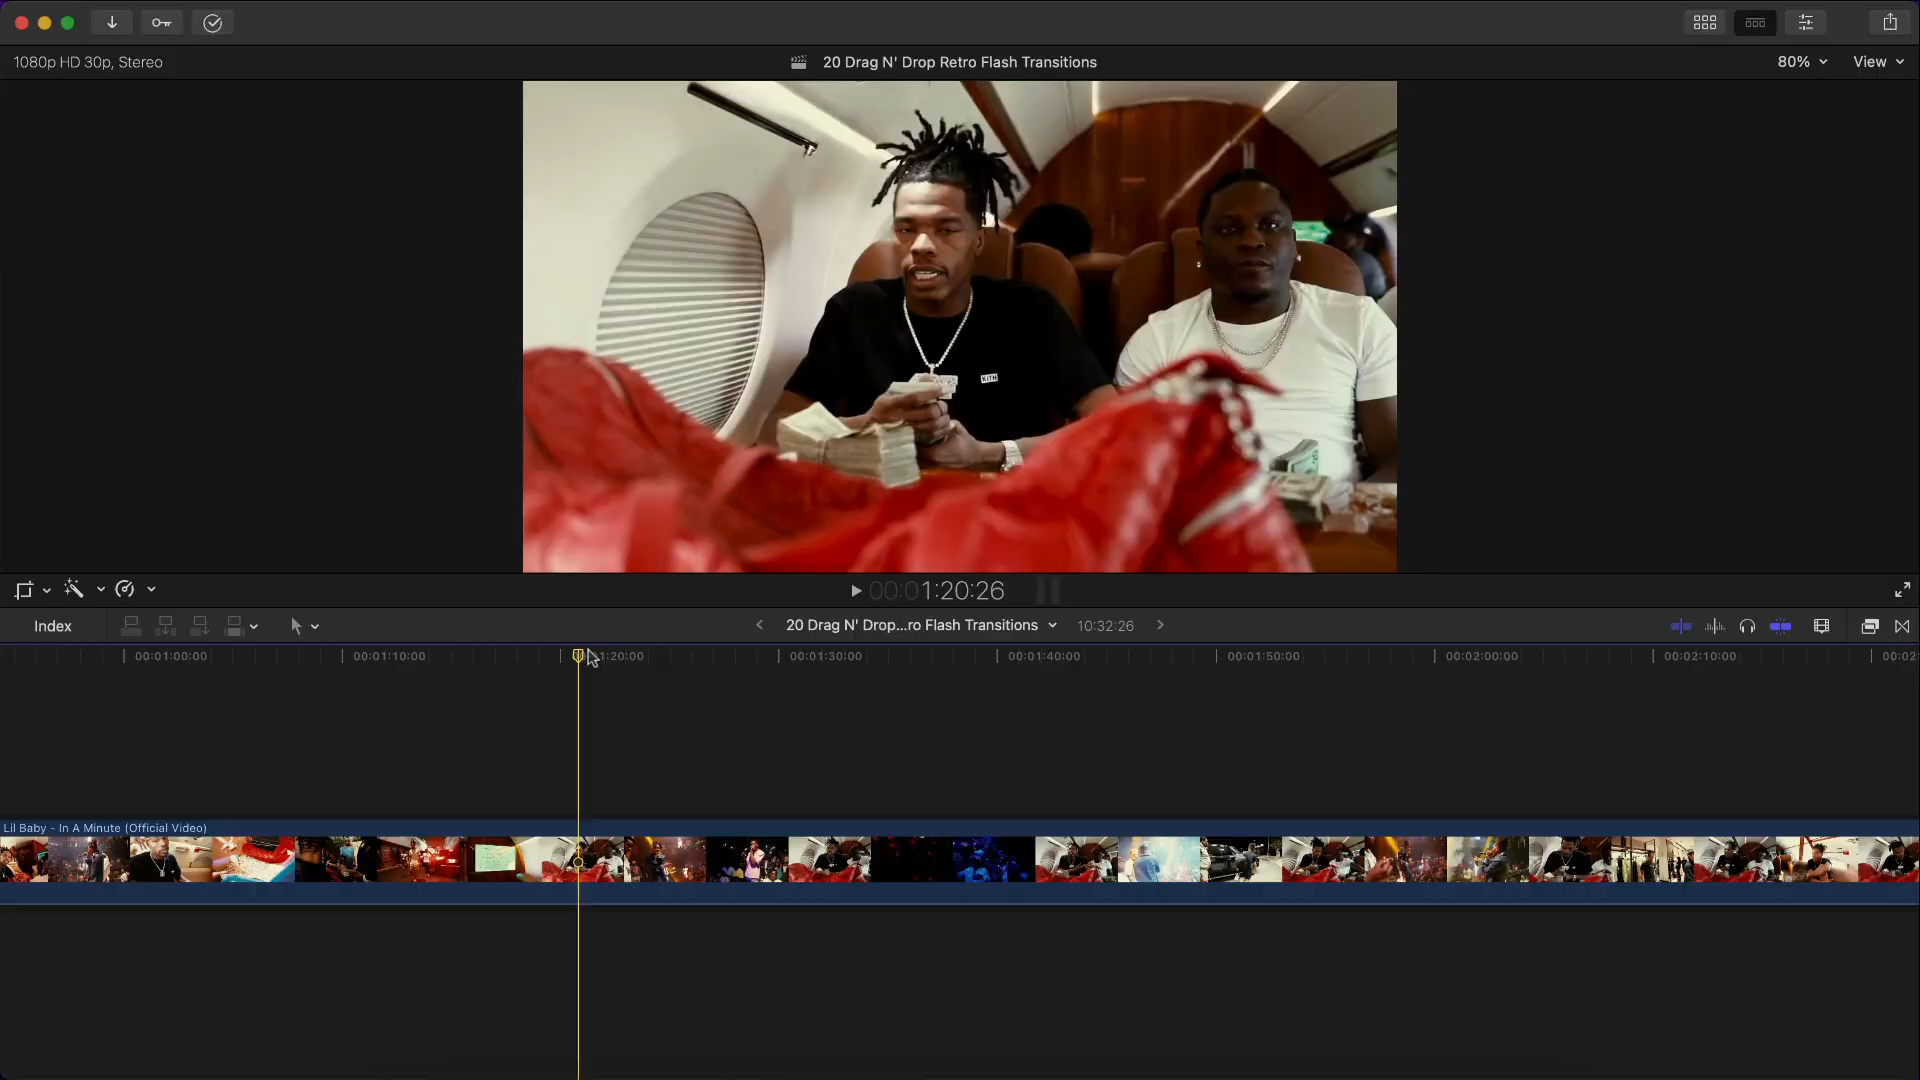 1080p HD 30p, Stereo
20 Drag N' Drop Retro Flash Transitions
80%
View
KITH
00:01:20:26
Index
20 Drag N' Drop...ro Flash Transitions
10:32:26
00:01:00:00
00:01:10:00
1:20:00
00:01:30:00
00:01:40:00
00:01:50:00
00:02:00:00
00:02:10:00
00:02:
Lil Baby - In A Minute (Official Video)